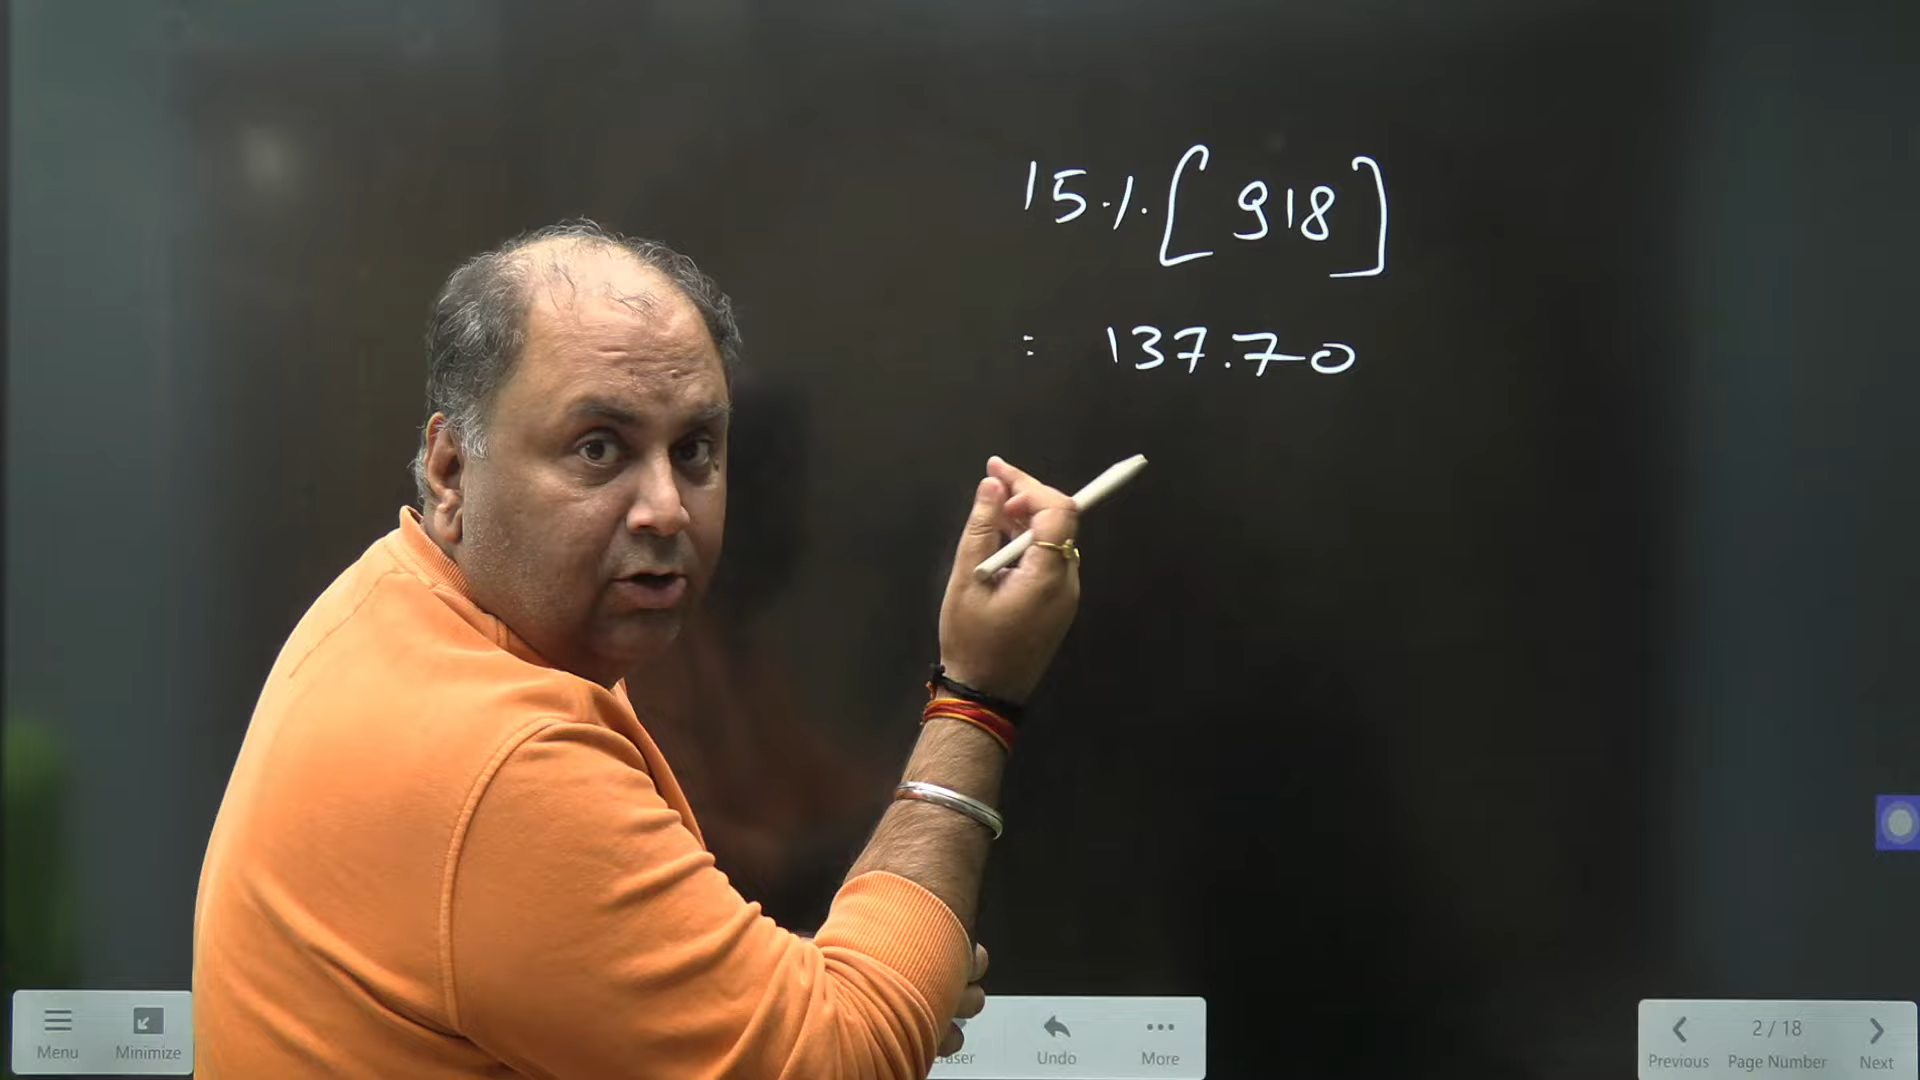 15%[918]
= 137.70
Menu
Minimize
Undo
More
2 / 18
Previous
Page Number
Next